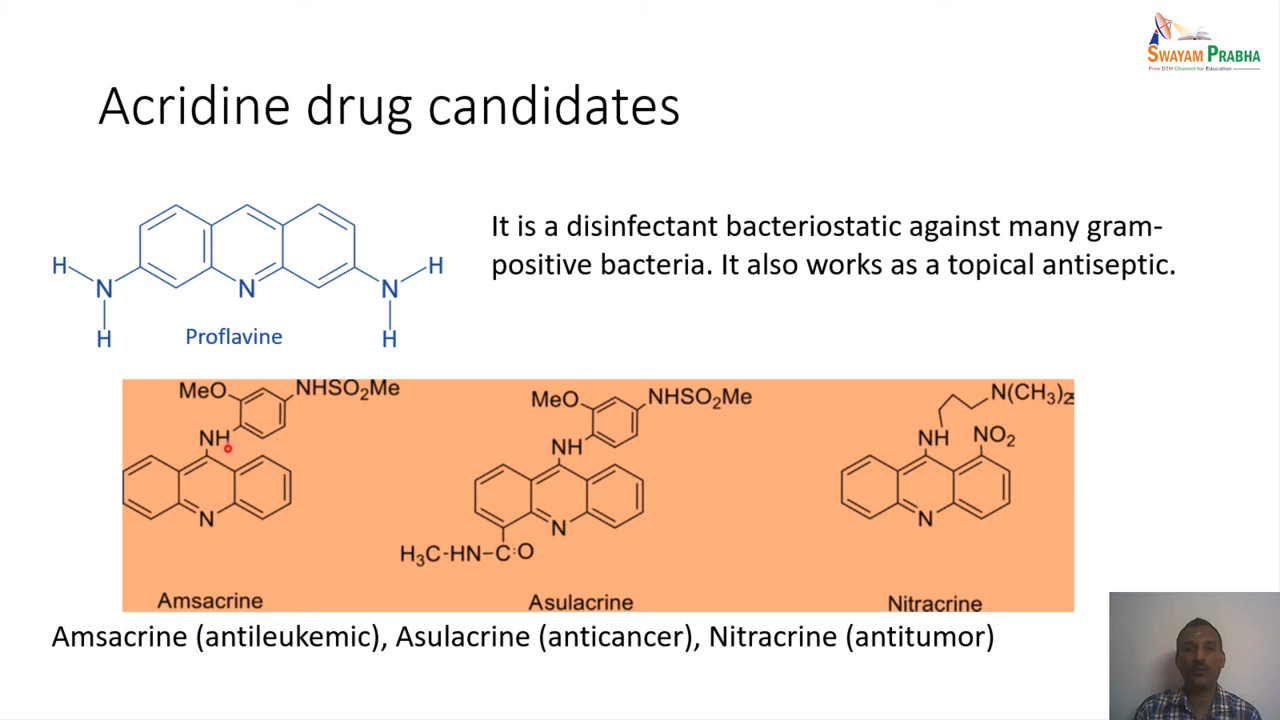 SWAYAM PRABHA
Free DTH Channel for Education
Acridine drug candidates
It is a disinfectant bacteriostatic against many gram-
positive bacteria. It also works as a topical antiseptic.
H
N
H
N
H
N
H
Proflavine
MeO
NHSO2Me
NH
N
Amsacrine
MeO
NHSO2Me
NH
N
H3C-HN-C:O
Asulacrine
N(CH3)2
NH
NO2
N
Nitracrine
Amsacrine (antileukemic), Asulacrine (anticancer), Nitracrine (antitumor)